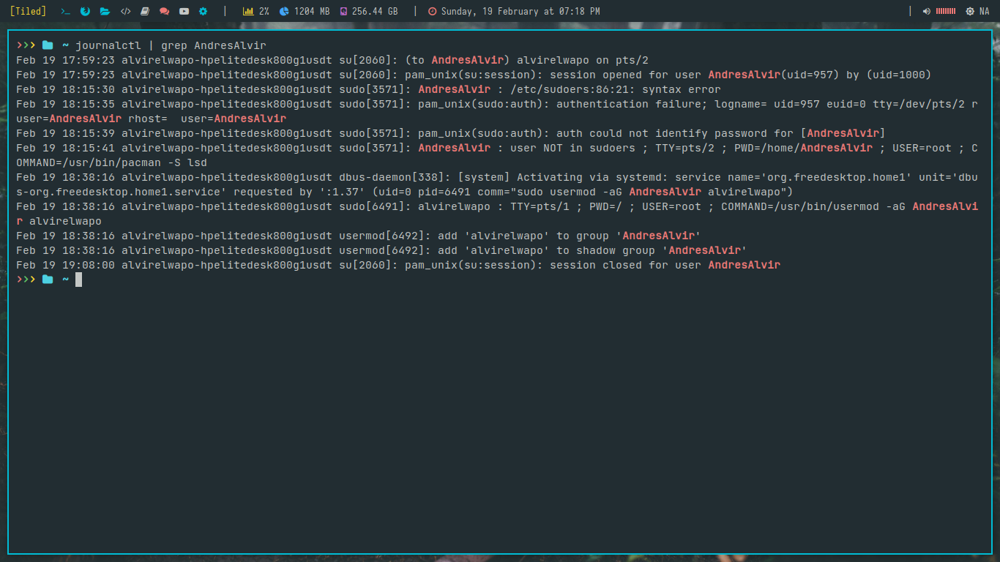 [Tiled] >_ </> | 2% 1204 MB 256.44 GB | Sunday, 19 February at 07:18 PM | NA
>>> ~ journalctl | grep AndresAlvir
Feb 19 17:59:23 alvirelwapo-hpelitedesk800g1usdt su[2060]: (to AndresAlvir) alvirelwapo on pts/2
Feb 19 17:59:23 alvirelwapo-hpelitedesk800g1usdt su[2060]: pam_unix(su:session): session opened for user AndresAlvir(uid=957) by (uid=1000)
Feb 19 18:15:30 alvirelwapo-hpelitedesk800g1usdt sudo[3571]: AndresAlvir : /etc/sudoers:86:21: syntax error
Feb 19 18:15:35 alvirelwapo-hpelitedesk800g1usdt sudo[3571]: pam_unix(sudo:auth): authentication failure; logname= uid=957 euid=0 tty=/dev/pts/2 r
user=AndresAlvir rhost=  user=AndresAlvir
Feb 19 18:15:39 alvirelwapo-hpelitedesk800g1usdt sudo[3571]: pam_unix(sudo:auth): auth could not identify password for [AndresAlvir]
Feb 19 18:15:41 alvirelwapo-hpelitedesk800g1usdt sudo[3571]: AndresAlvir : user NOT in sudoers ; TTY=pts/2 ; PWD=/home/AndresAlvir ; USER=root ; C
OMMAND=/usr/bin/pacman -S lsd
Feb 19 18:38:16 alvirelwapo-hpelitedesk800g1usdt dbus-daemon[338]: [system] Activating via systemd: service name='org.freedesktop.home1' unit='dbu
s-org.freedesktop.home1.service' requested by ':1.37' (uid=0 pid=6491 comm="sudo usermod -aG AndresAlvir alvirelwapo")
Feb 19 18:38:16 alvirelwapo-hpelitedesk800g1usdt sudo[6491]: alvirelwapo : TTY=pts/1 ; PWD=/ ; USER=root ; COMMAND=/usr/bin/usermod -aG AndresAlvi
r alvirelwapo
Feb 19 18:38:16 alvirelwapo-hpelitedesk800g1usdt usermod[6492]: add 'alvirelwapo' to group 'AndresAlvir'
Feb 19 18:38:16 alvirelwapo-hpelitedesk800g1usdt usermod[6492]: add 'alvirelwapo' to shadow group 'AndresAlvir'
Feb 19 19:08:00 alvirelwapo-hpelitedesk800g1usdt su[2060]: pam_unix(su:session): session closed for user AndresAlvir
>>> ~